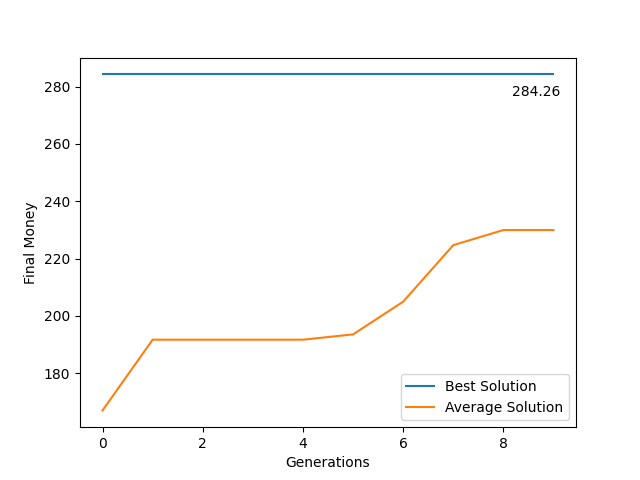 280
260
240
220
200
180
Final Money
284.26
Best Solution
Average Solution
0 2 4 6 8
Generations